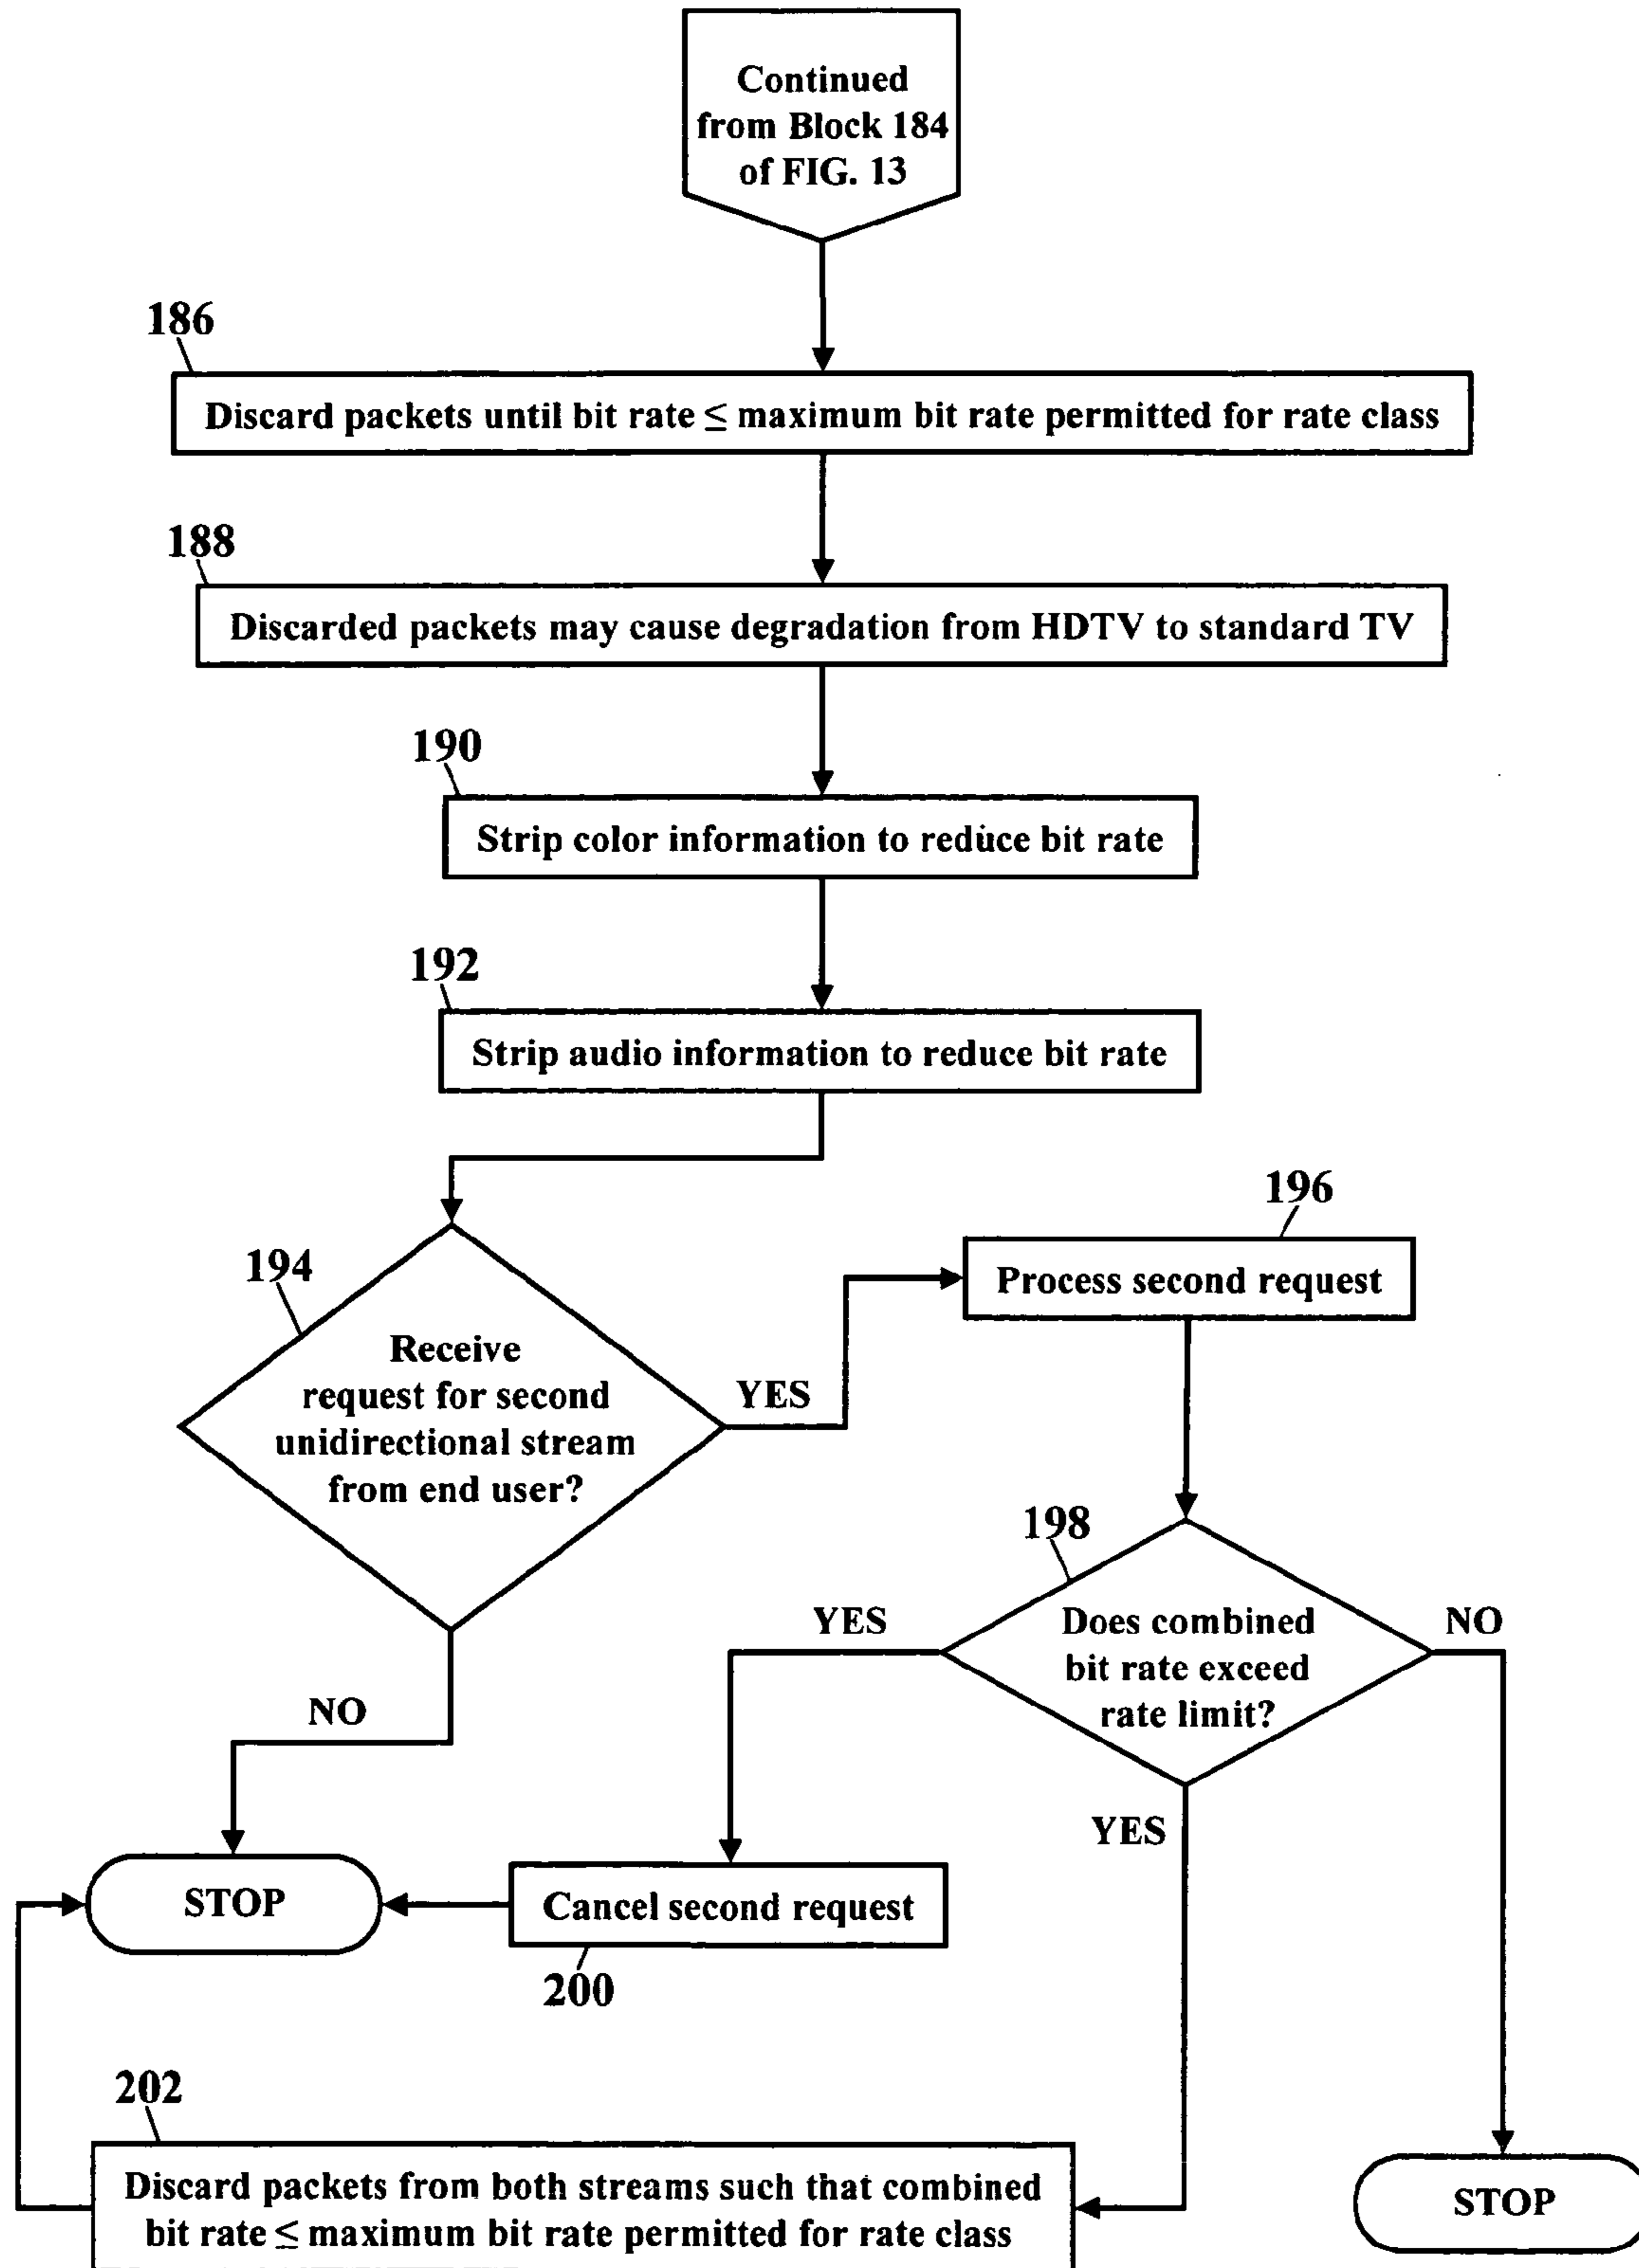 Continued
from Block 184
of FIG. 13
186
Discard packets until bit rate ≤ maximum bit rate permitted for rate class
188
Discarded packets may cause degradation from HDTV to standard TV
190
Strip color information to reduce bit rate
192
Strip audio information to reduce bit rate
194
Receive
request for second
unidirectional stream
from end user?
YES
196
Process second request
198
Does combined
bit rate exceed
rate limit?
YES
NO
NO
YES
STOP
Cancel second request
200
202
Discard packets from both streams such that combined
bit rate ≤ maximum bit rate permitted for rate class
STOP